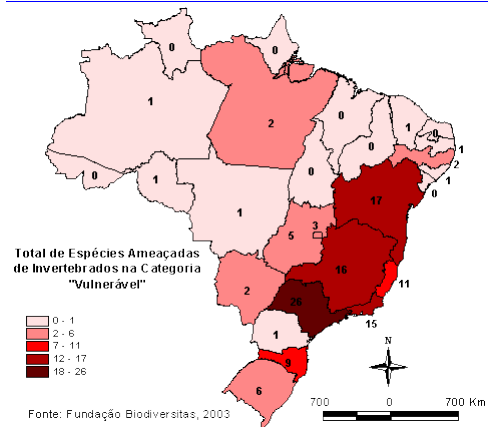 0
0
1
2
0
1
0
0
1
0
2
1
0
0
1
1
0
17
3
5
16
11
2
26
15
1
9
6
Total de Espécies Ameaçadas
de Invertebrados na Categoria
"Vulnerável"
0 - 1
2 - 6
7 - 11
12 - 17
18 - 26
N
Fonte: Fundação Biodiversitas, 2003
700 0 700 Km